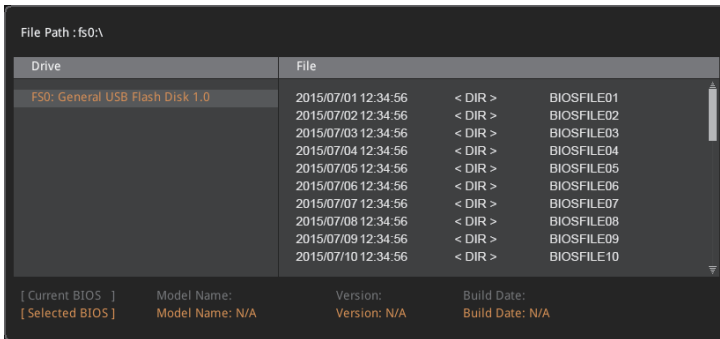 File Path : fs0:\
Drive File
FS0: General USB Flash Disk 1.0
2015/07/01 12:34:56 < DIR > BIOSFILE01
2015/07/02 12:34:56 < DIR > BIOSFILE02
2015/07/03 12:34:56 < DIR > BIOSFILE03
2015/07/04 12:34:56 < DIR > BIOSFILE04
2015/07/05 12:34:56 < DIR > BIOSFILE05
2015/07/06 12:34:56 < DIR > BIOSFILE06
2015/07/07 12:34:56 < DIR > BIOSFILE07
2015/07/08 12:34:56 < DIR > BIOSFILE08
2015/07/09 12:34:56 < DIR > BIOSFILE09
2015/07/10 12:34:56 < DIR > BIOSFILE10
[ Current BIOS ] Model Name: Version: Build Date:
[ Selected BIOS ] Model Name: N/A Version: N/A Build Date: N/A